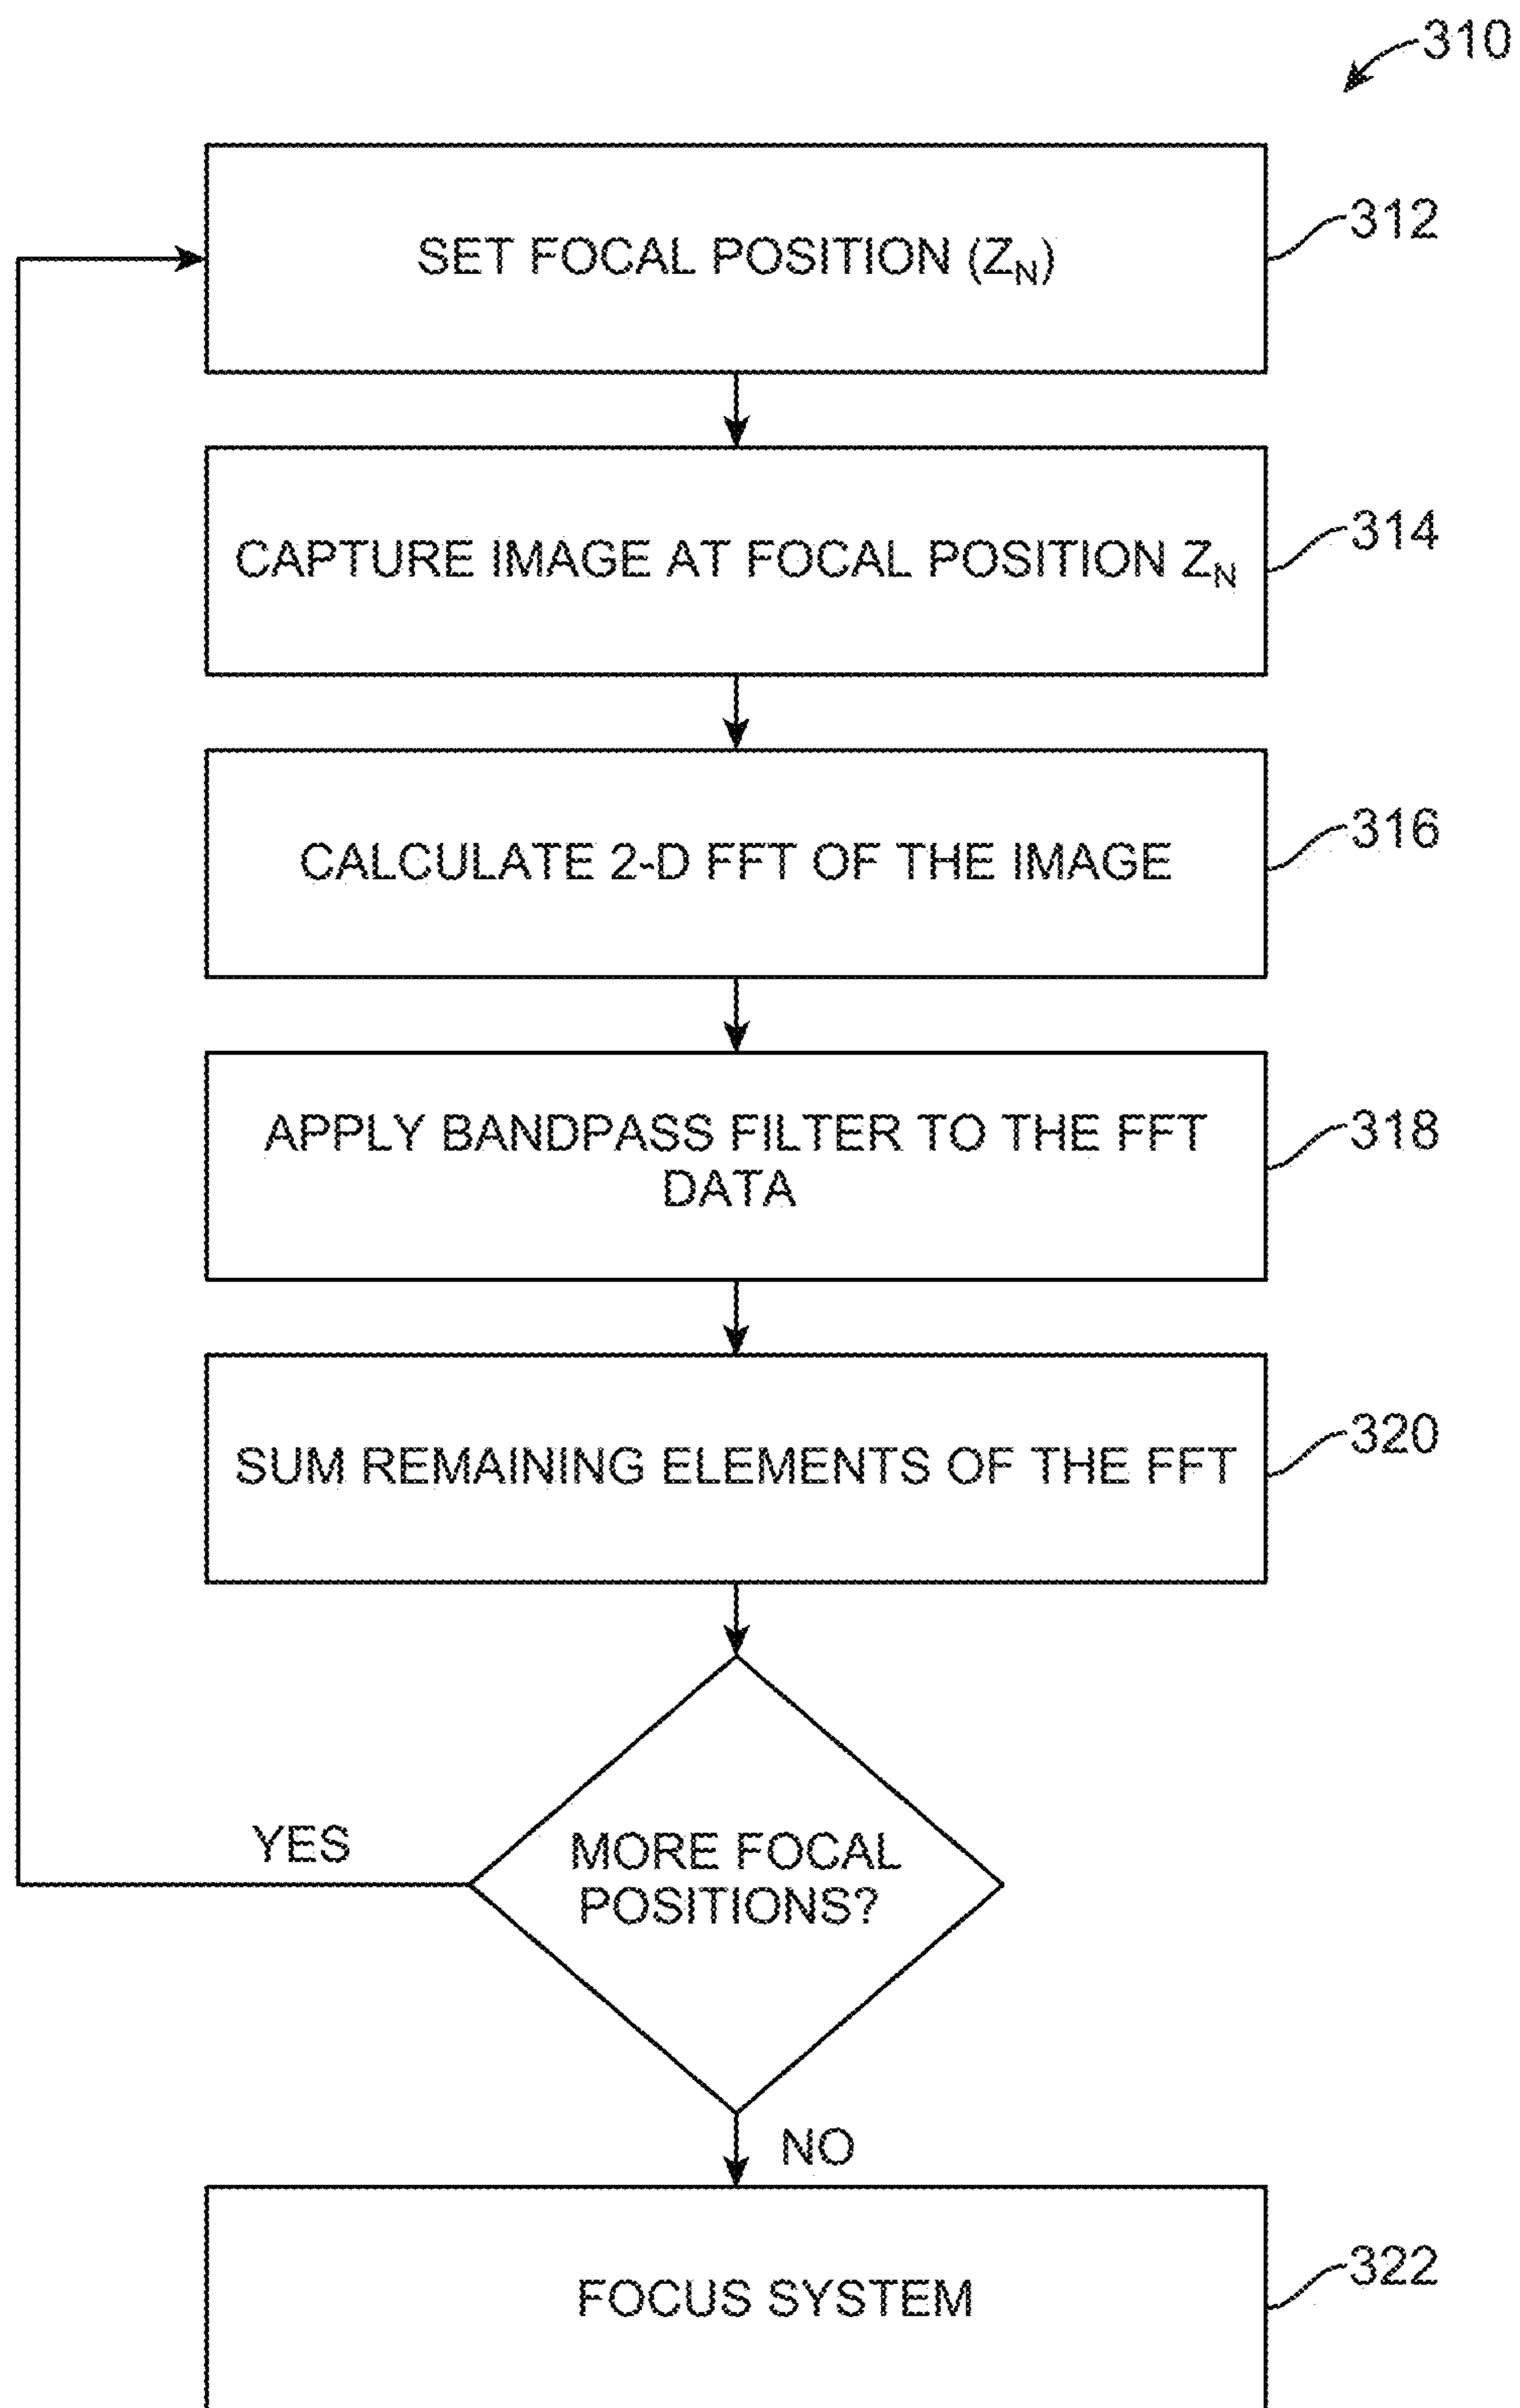 310
SET FOCAL POSITION (ZN)
312
CAPTURE IMAGE AT FOCAL POSITION ZN
314
CALCULATE 2-D FFT OF THE IMAGE
316
APPLY BANDPASS FILTER TO THE FFT
DATA
318
SUM REMAINING ELEMENTS OF THE FFT
320
MORE FOCAL
POSITIONS?
YES
NO
FOCUS SYSTEM
322